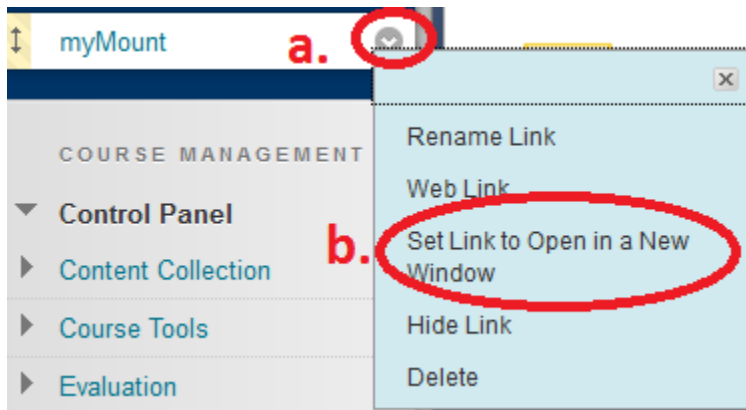 myMount
a.
Rename Link
Web Link
Set Link to Open in a New
Window
Hide Link
Delete
b.
COURSE MANAGEMENT
Control Panel
Content Collection
Course Tools
Evaluation